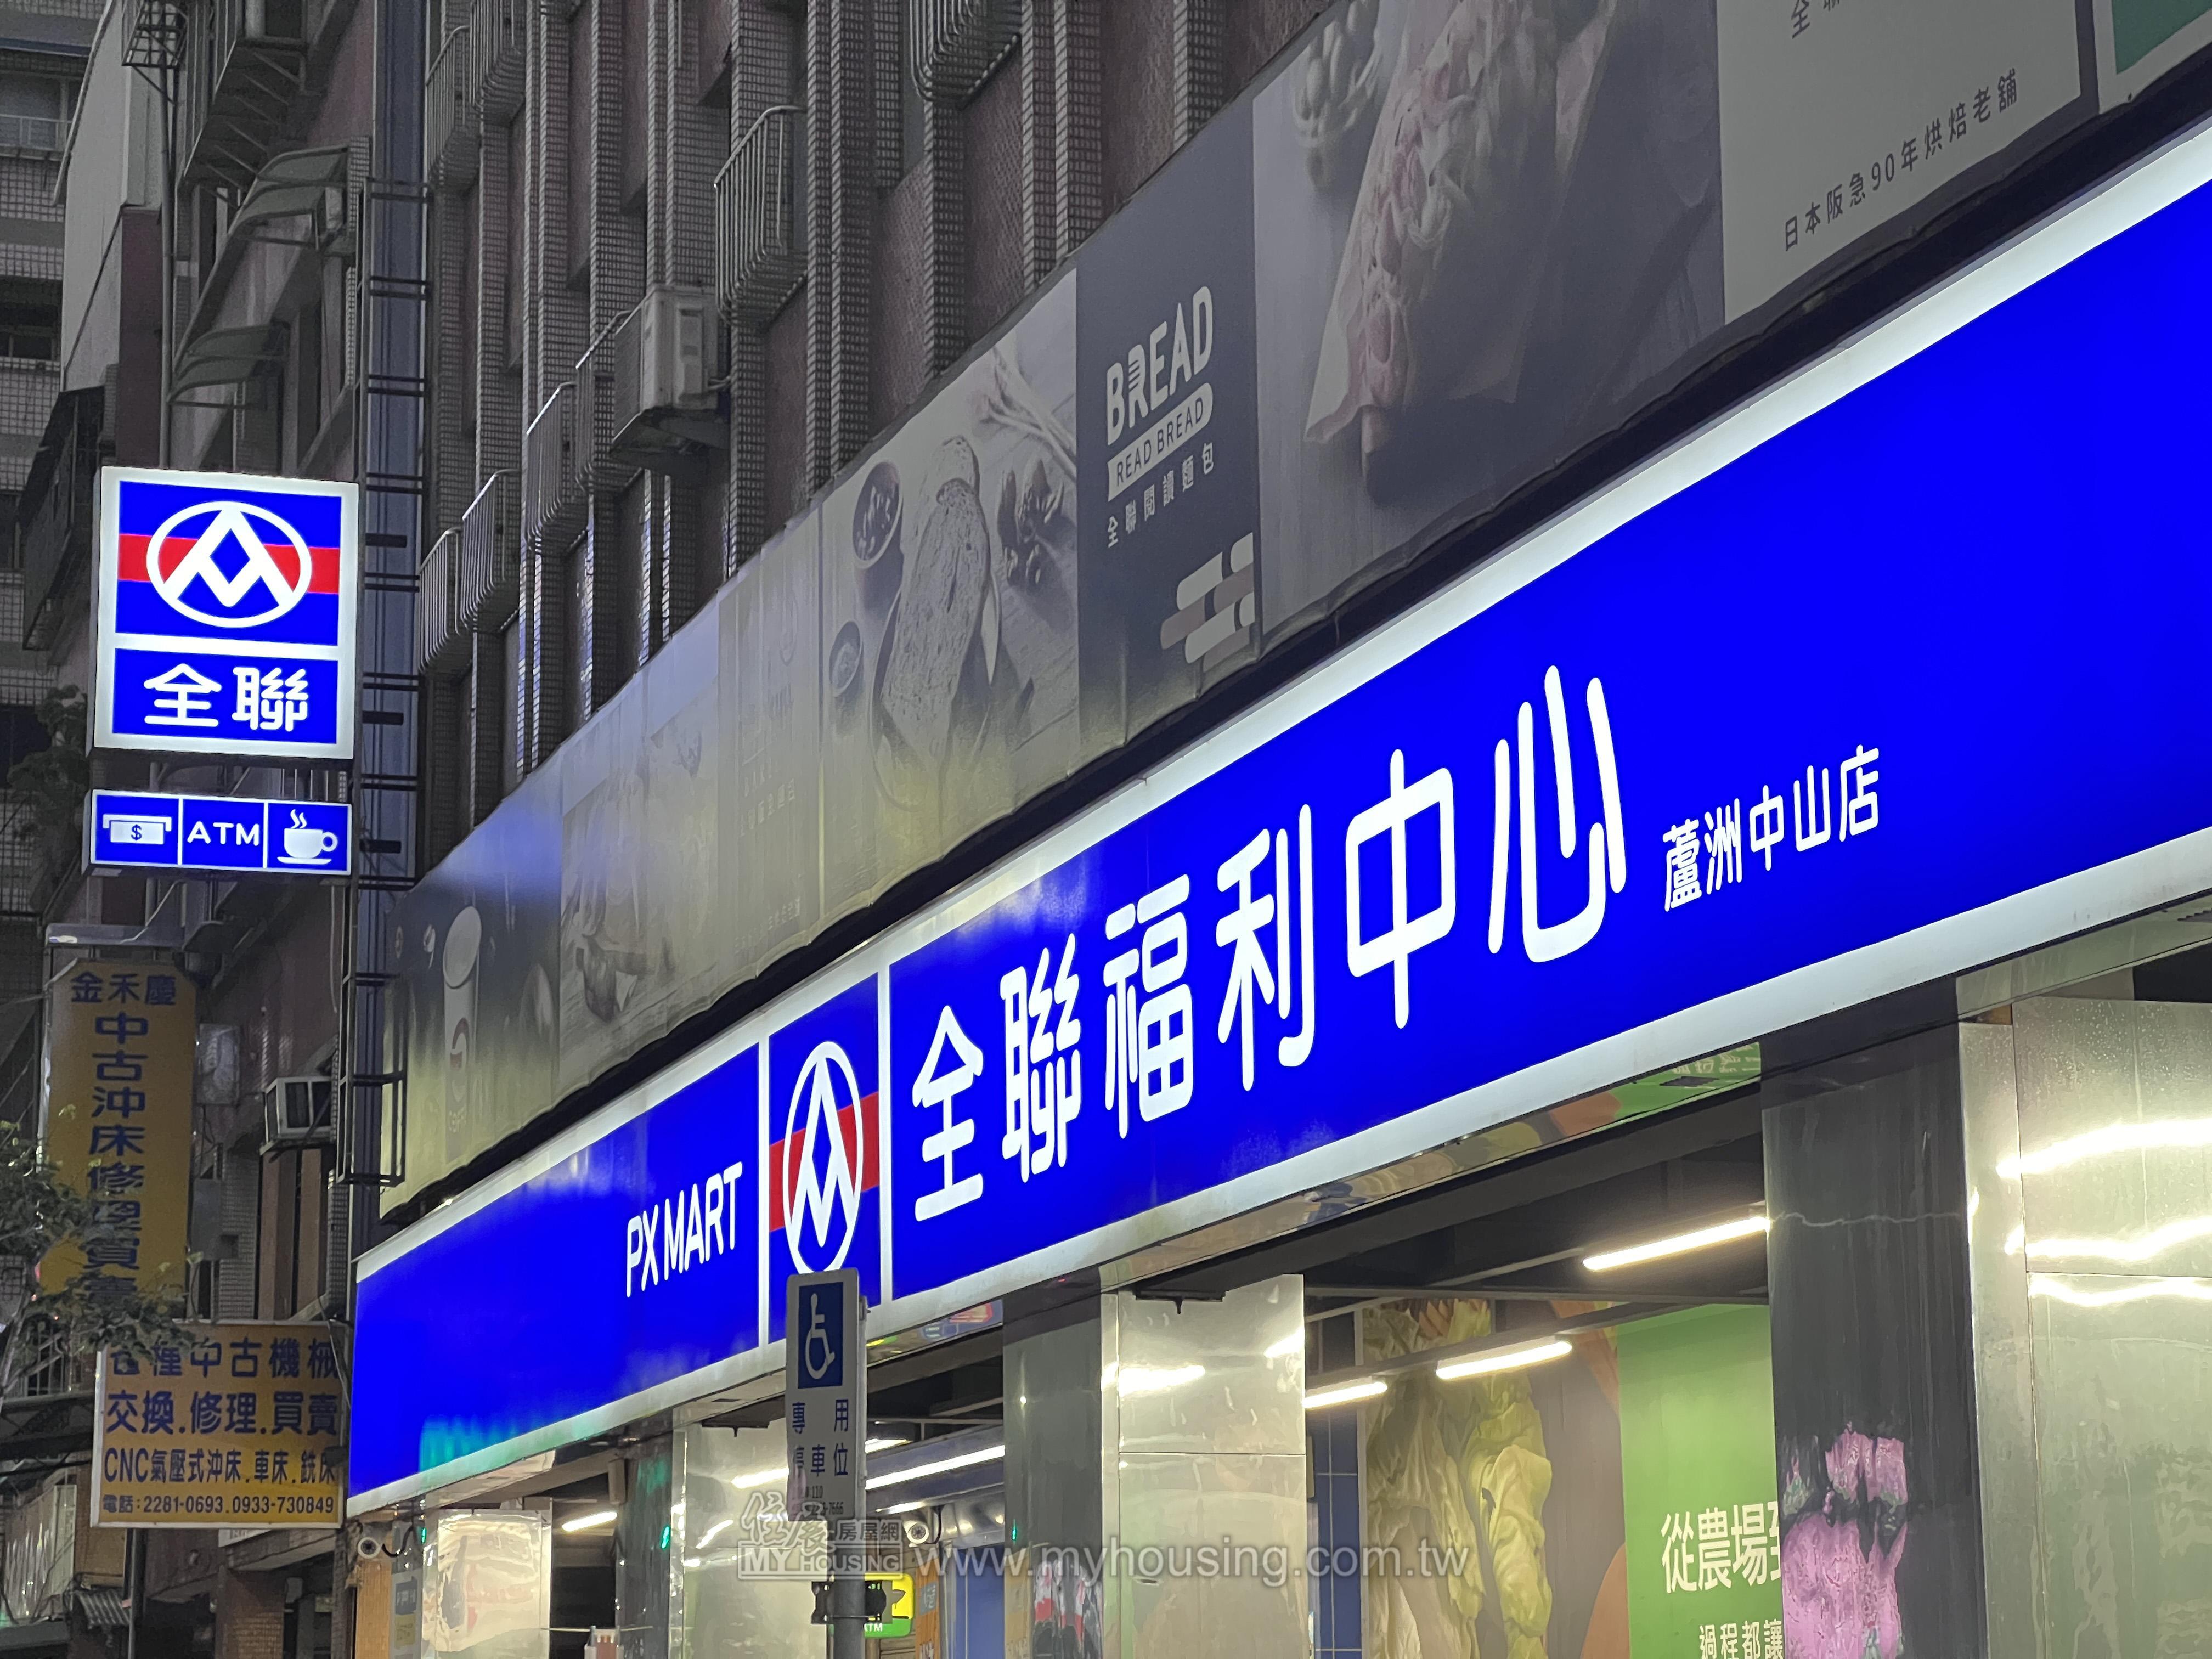 全聯
$ ATM
金禾慶
中古沖床修理買賣
各種中古機械
交換.修理.買賣
CNC氣壓式沖床.車床.銑床
電話:2281-0693.0933-730849
日本阪急90年烘焙老舖
BREAD
READ BREAD
全聯閱讀麵包
PX MART
全聯福利中心 蘆洲中山店
專用
停車位
從農場
過程都讓
ATM
住展房屋網
MY HOUSING www.myhousing.com.tw